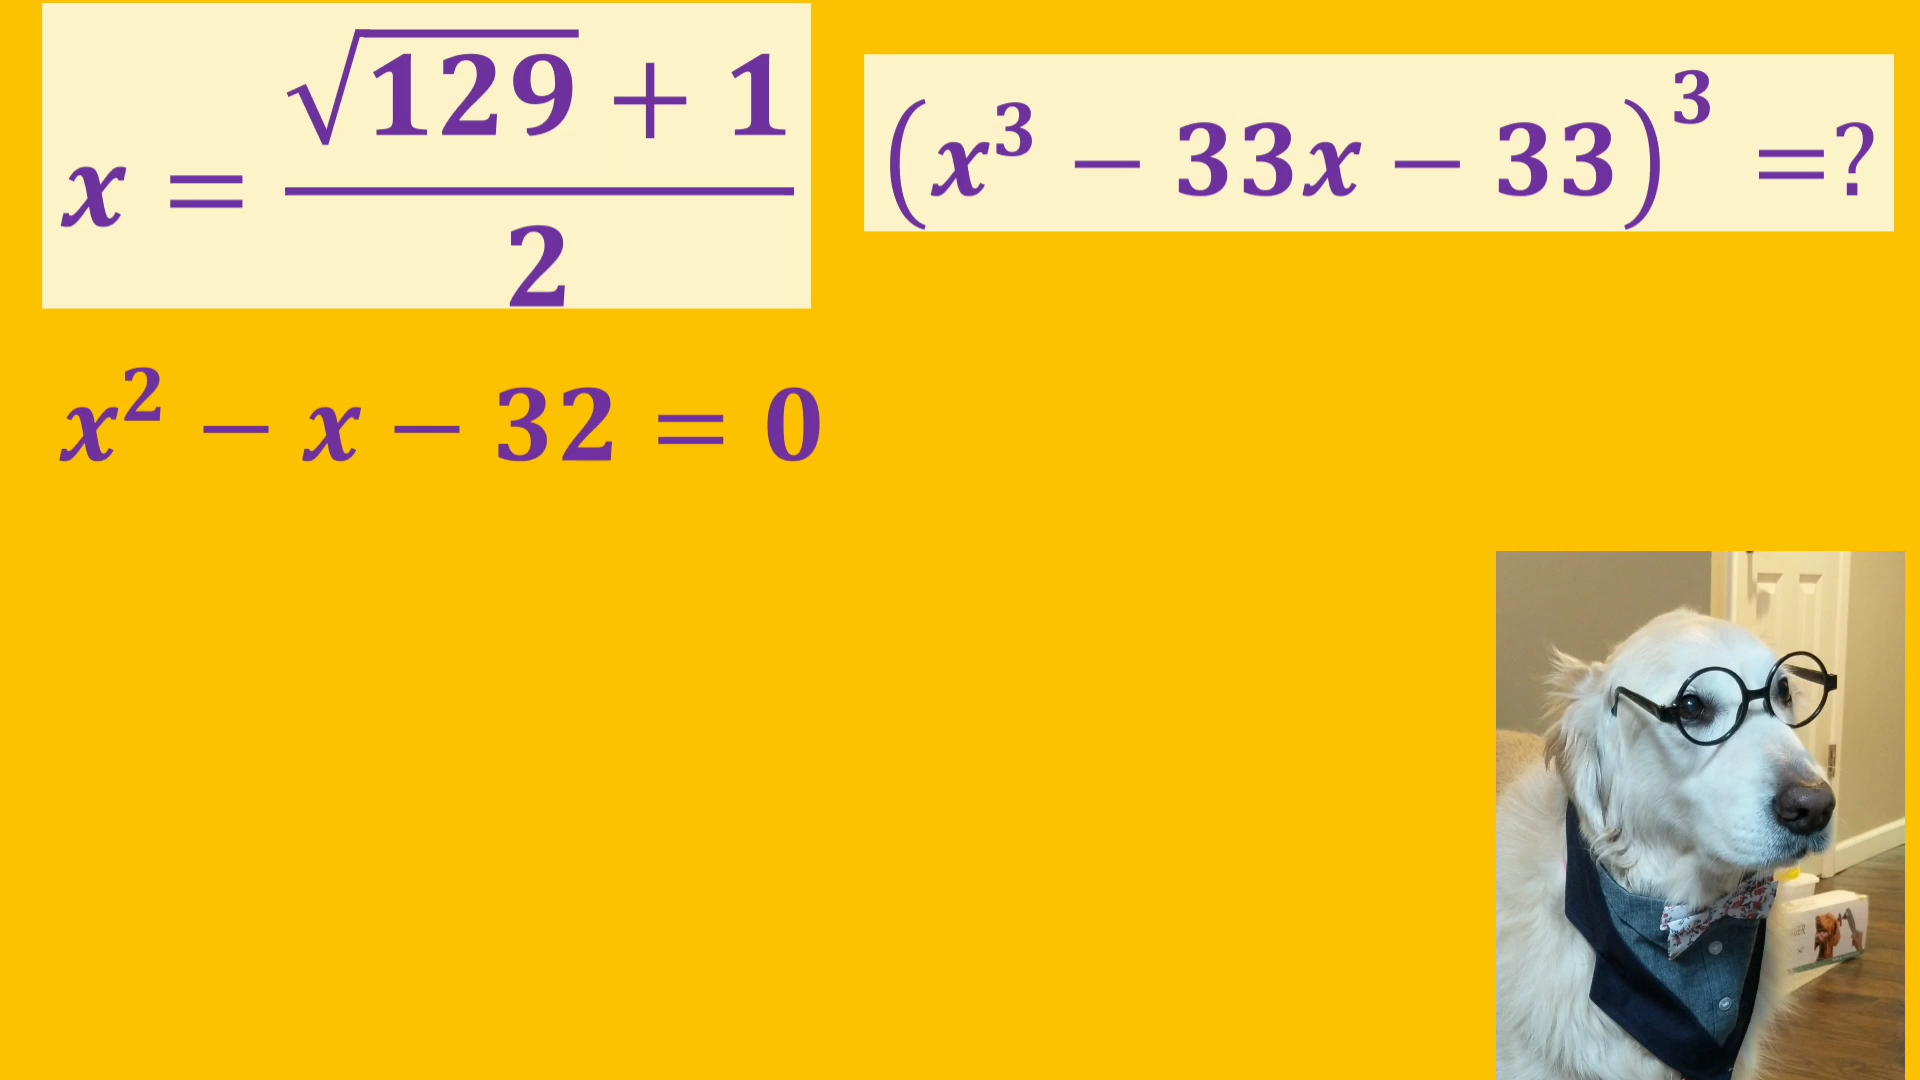 x = (√129 + 1)/2
(x³ − 33x − 33)³ =?
x² − x − 32 = 0